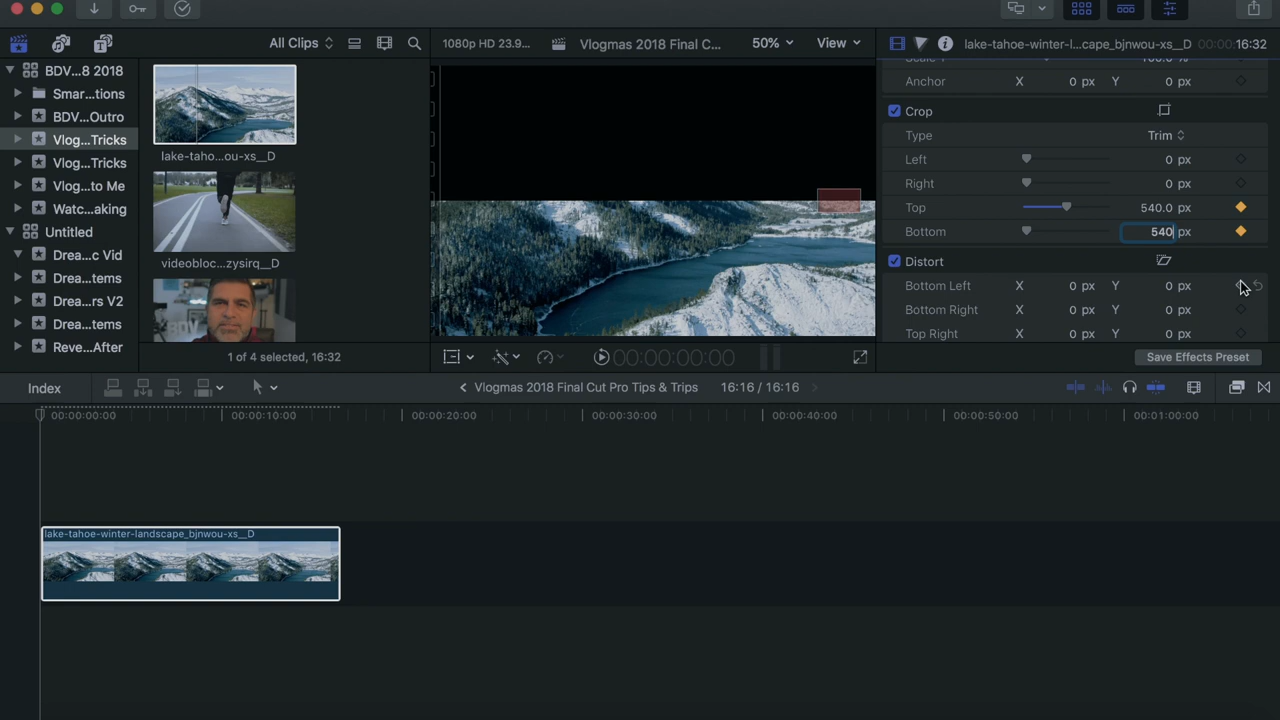 All Clips
1080p HD 23.9...
Vlogmas 2018 Final C...
50%
View
lake-tahoe-winter-l...cape_bjnwou-xs__D
00:00:00:16:32
BDV...8 2018
Smar...tions
BDV...Outro
Vlog...Tricks
Vlog...Tricks
Vlog...to Me
Watc...aking
Untitled
Drea...c Vid
Drea...tems
Drea...rs V2
Drea...tems
Reve...After
lake-taho...ou-xs__D
videobloc...zysirq__D
1 of 4 selected, 16:32
00:00:00:00
Anchor X 0 px Y 0 px
Crop
Type Trim
Left 0 px
Right 0 px
Top 540.0 px
Bottom 540 px
Distort
Bottom Left X 0 px Y 0 px
Bottom Right X 0 px Y 0 px
Top Right X 0 px Y 0 px
Save Effects Preset
Index
Vlogmas 2018 Final Cut Pro Tips & Trips 16:16 / 16:16
00:00:00:00
00:00:10:00
00:00:20:00
00:00:30:00
00:00:40:00
00:00:50:00
00:01:00:00
lake-tahoe-winter-landscape_bjnwou-xs__D